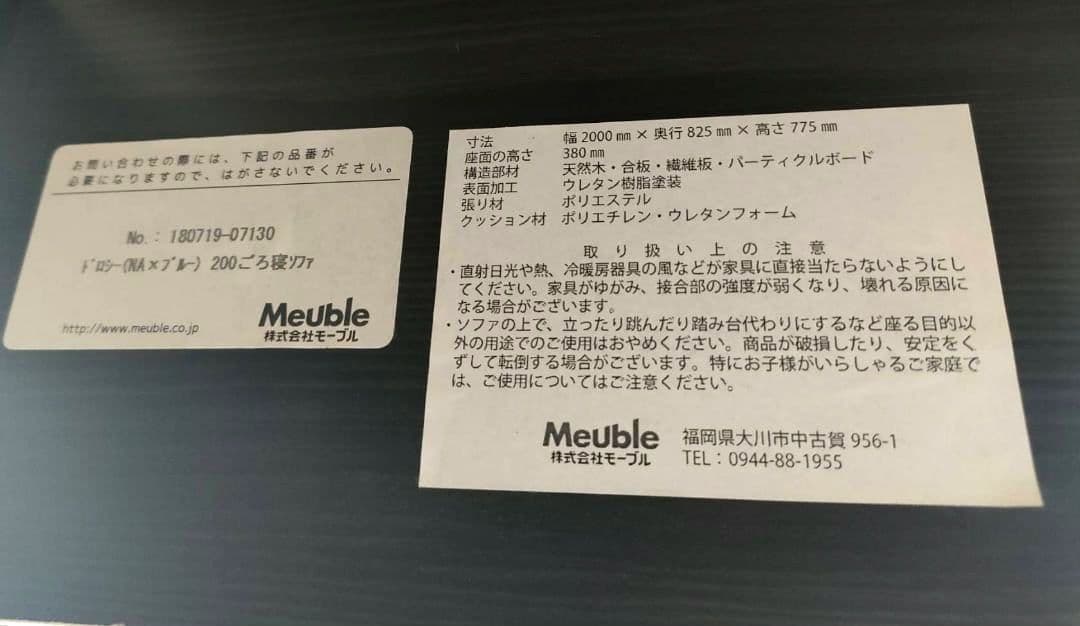 お問い合わせの際には、下記の品番が
必要になりますので、はがさないでください。
No.: 180719-07130
ﾄﾞﾛｼｰ(NA×ﾌﾞﾙｰ) 200ごろ寝ｿﾌｧ
http://www.meuble.co.jp
Meuble
株式会社モーブル
寸法 幅 2000 ㎜ × 奥行 825 ㎜ × 高さ 775 ㎜
座面の高さ 380 ㎜
構造部材 天然木・合板・繊維板・パーティクルボード
表面加工 ウレタン樹脂塗装
張り材 ポリエステル
クッション材 ポリエチレン・ウレタンフォーム
取り扱い上の注意
・直射日光や熱、冷暖房器具の風などが家具に直接当たらないようにし
てください。家具がゆがみ、接合部の強度が弱くなり、壊れる原因に
なる場合がございます。
・ソファの上で、立ったり跳んだり踏み台代わりにするなど座る目的以
外の用途でのご使用はおやめください。商品が破損したり、安定をく
ずして転倒する場合がございます。特にお子様がいらしゃるご家庭で
は、ご使用についてはご注意ください。
Meuble
株式会社モーブル
福岡県大川市中古賀 956-1
TEL：0944-88-1955